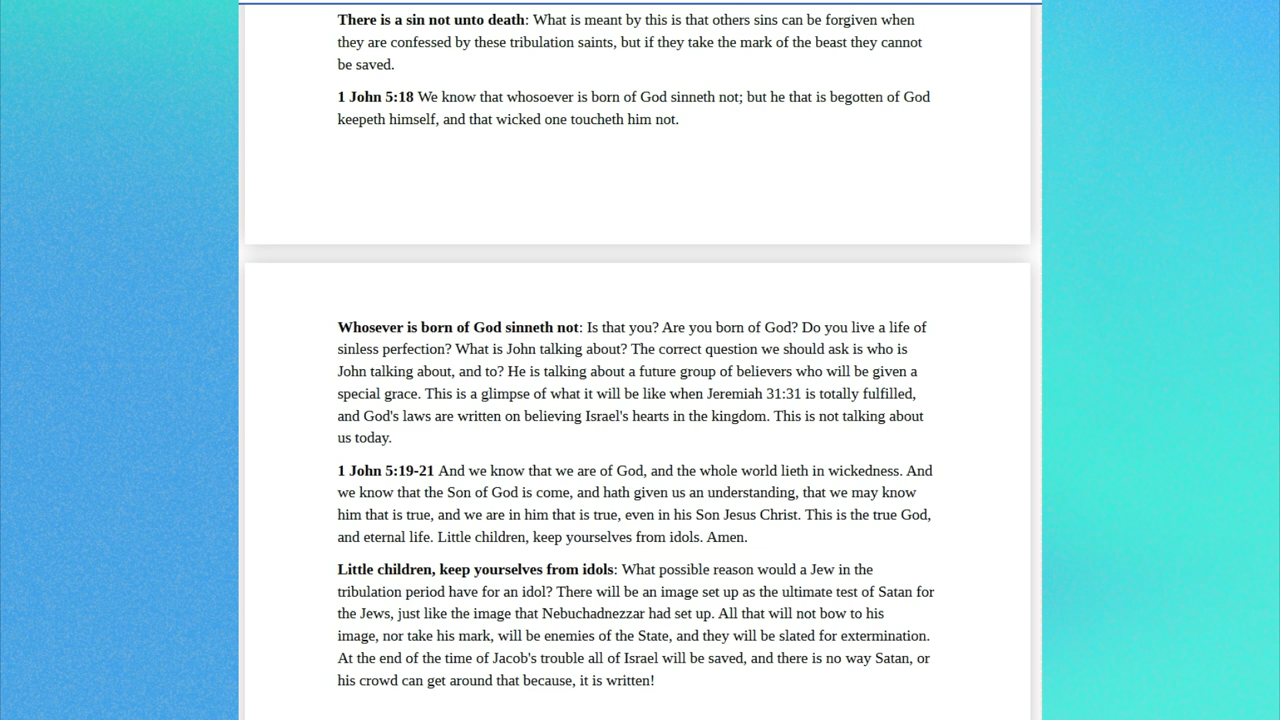 There is a sin not unto death: What is meant by this is that others sins can be forgiven when
they are confessed by these tribulation saints, but if they take the mark of the beast they cannot
be saved.
1 John 5:18 We know that whosoever is born of God sinneth not; but he that is begotten of God
keepeth himself, and that wicked one toucheth him not.
Whosever is born of God sinneth not: Is that you? Are you born of God? Do you live a life of
sinless perfection? What is John talking about? The correct question we should ask is who is
John talking about, and to? He is talking about a future group of believers who will be given a
special grace. This is a glimpse of what it will be like when Jeremiah 31:31 is totally fulfilled,
and God's laws are written on believing Israel's hearts in the kingdom. This is not talking about
us today.
1 John 5:19-21 And we know that we are of God, and the whole world lieth in wickedness. And
we know that the Son of God is come, and hath given us an understanding, that we may know
him that is true, and we are in him that is true, even in his Son Jesus Christ. This is the true God,
and eternal life. Little children, keep yourselves from idols. Amen.
Little children, keep yourselves from idols: What possible reason would a Jew in the
tribulation period have for an idol? There will be an image set up as the ultimate test of Satan for
the Jews, just like the image that Nebuchadnezzar had set up. All that will not bow to his
image, nor take his mark, will be enemies of the State, and they will be slated for extermination.
At the end of the time of Jacob's trouble all of Israel will be saved, and there is no way Satan, or
his crowd can get around that because, it is written!